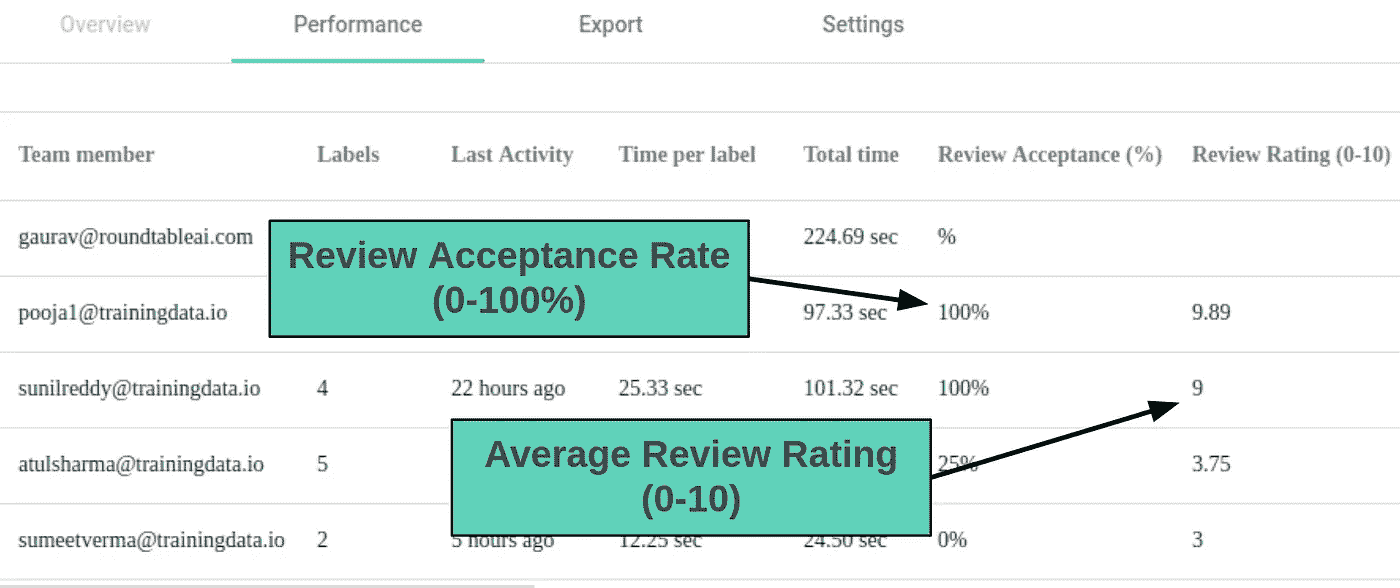 Overview Performance Export Settings
Team member Labels Last Activity Time per label Total time Review Acceptance (%) Review Rating (0-10)
gaurav@roundtableai.com 224.69 sec %
Review Acceptance Rate
(0-100%)
pooja1@trainingdata.io 97.33 sec 100% 9.89
sunilreddy@trainingdata.io 4 22 hours ago 25.33 sec 101.32 sec 100% 9
Average Review Rating
(0-10)
atulsharma@trainingdata.io 5 25% 3.75
sumeetverma@trainingdata.io 2 5 hours ago 12.25 sec 24.50 sec 0% 3